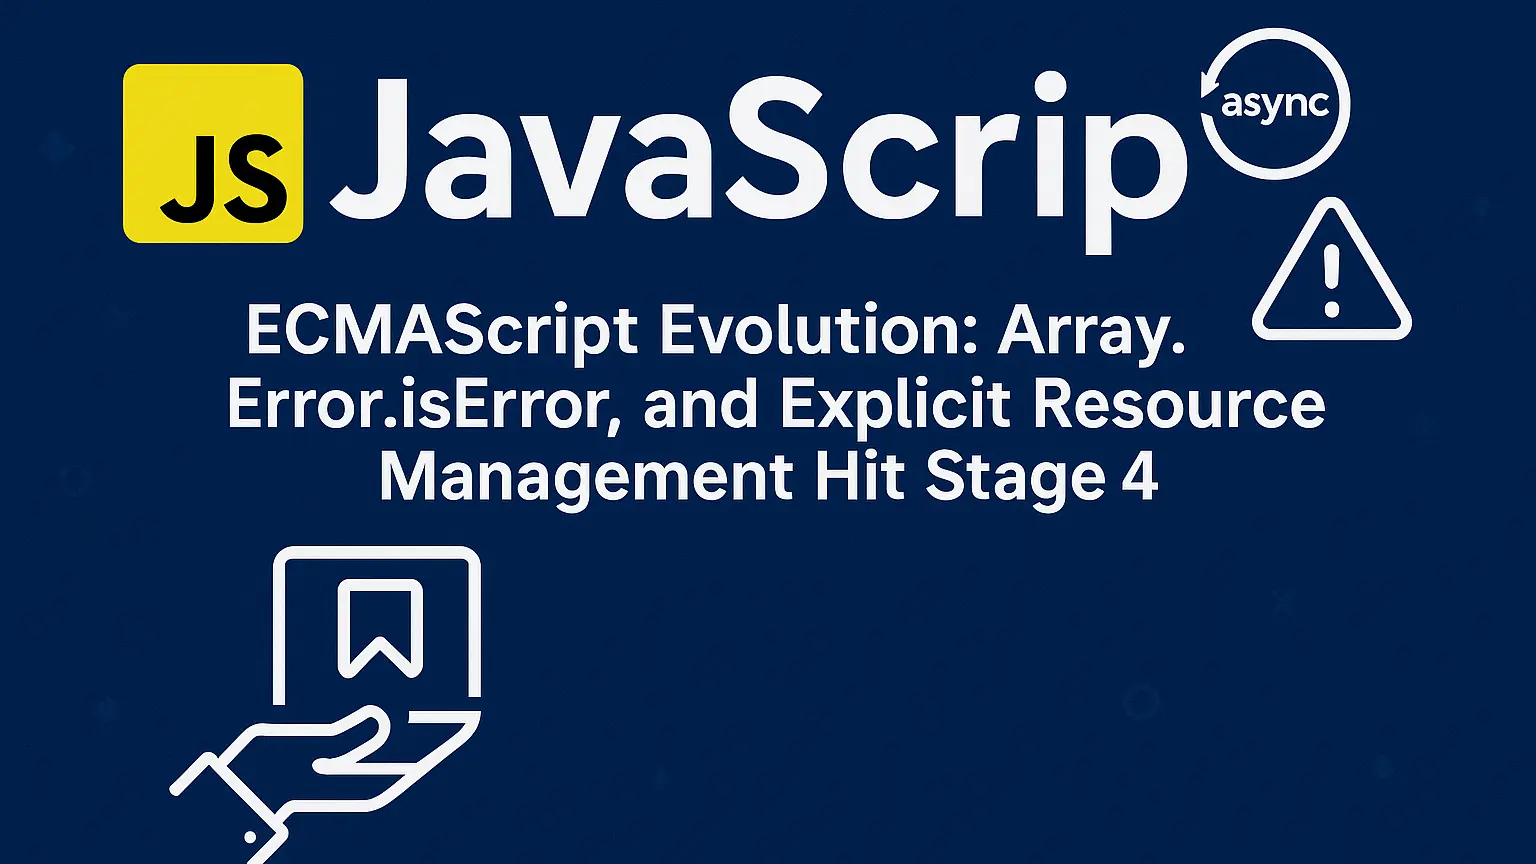 JS
JavaScrip
async
ECMAScript Evolution: Array.
Error.isError, and Explicit Resource
Management Hit Stage 4